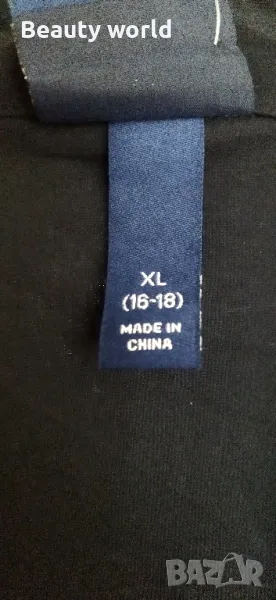 Beauty world
XL
(16-18)
MADE IN
CHINA
BAZAR